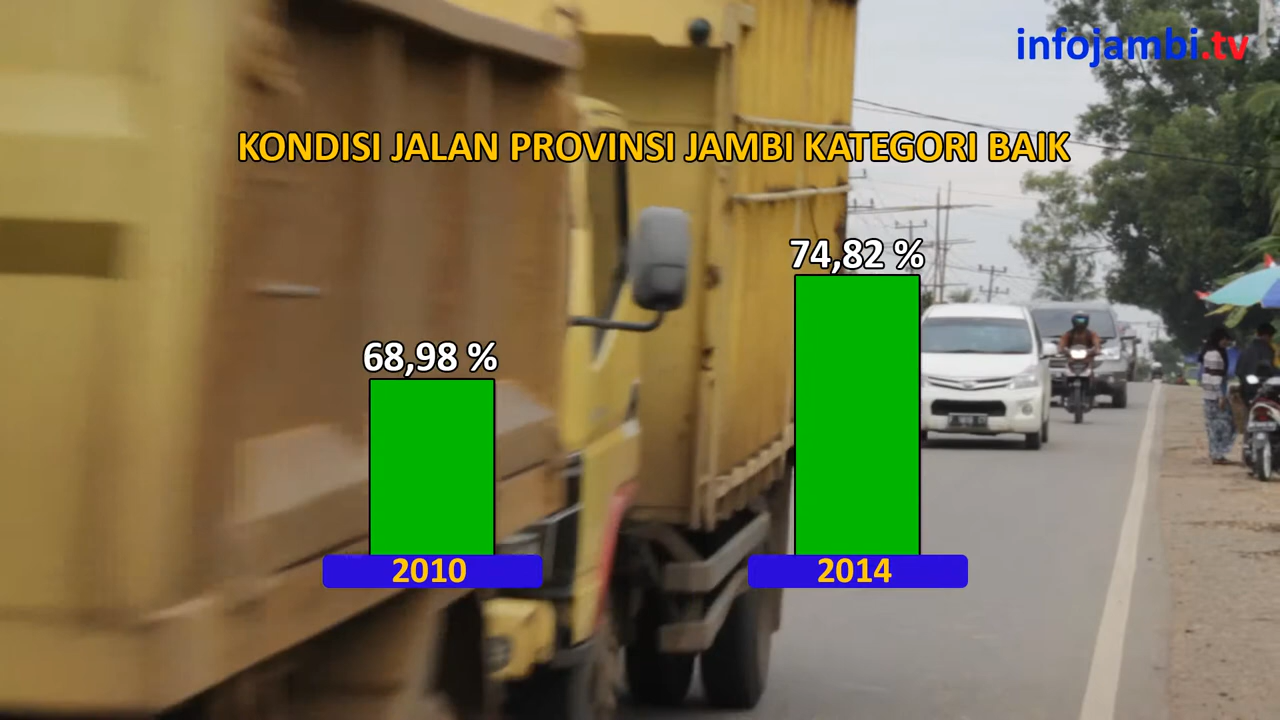 infojambi.tv
KONDISI JALAN PROVINSI JAMBI KATEGORI BAIK
74,82 %
68,98 %
2010
2014